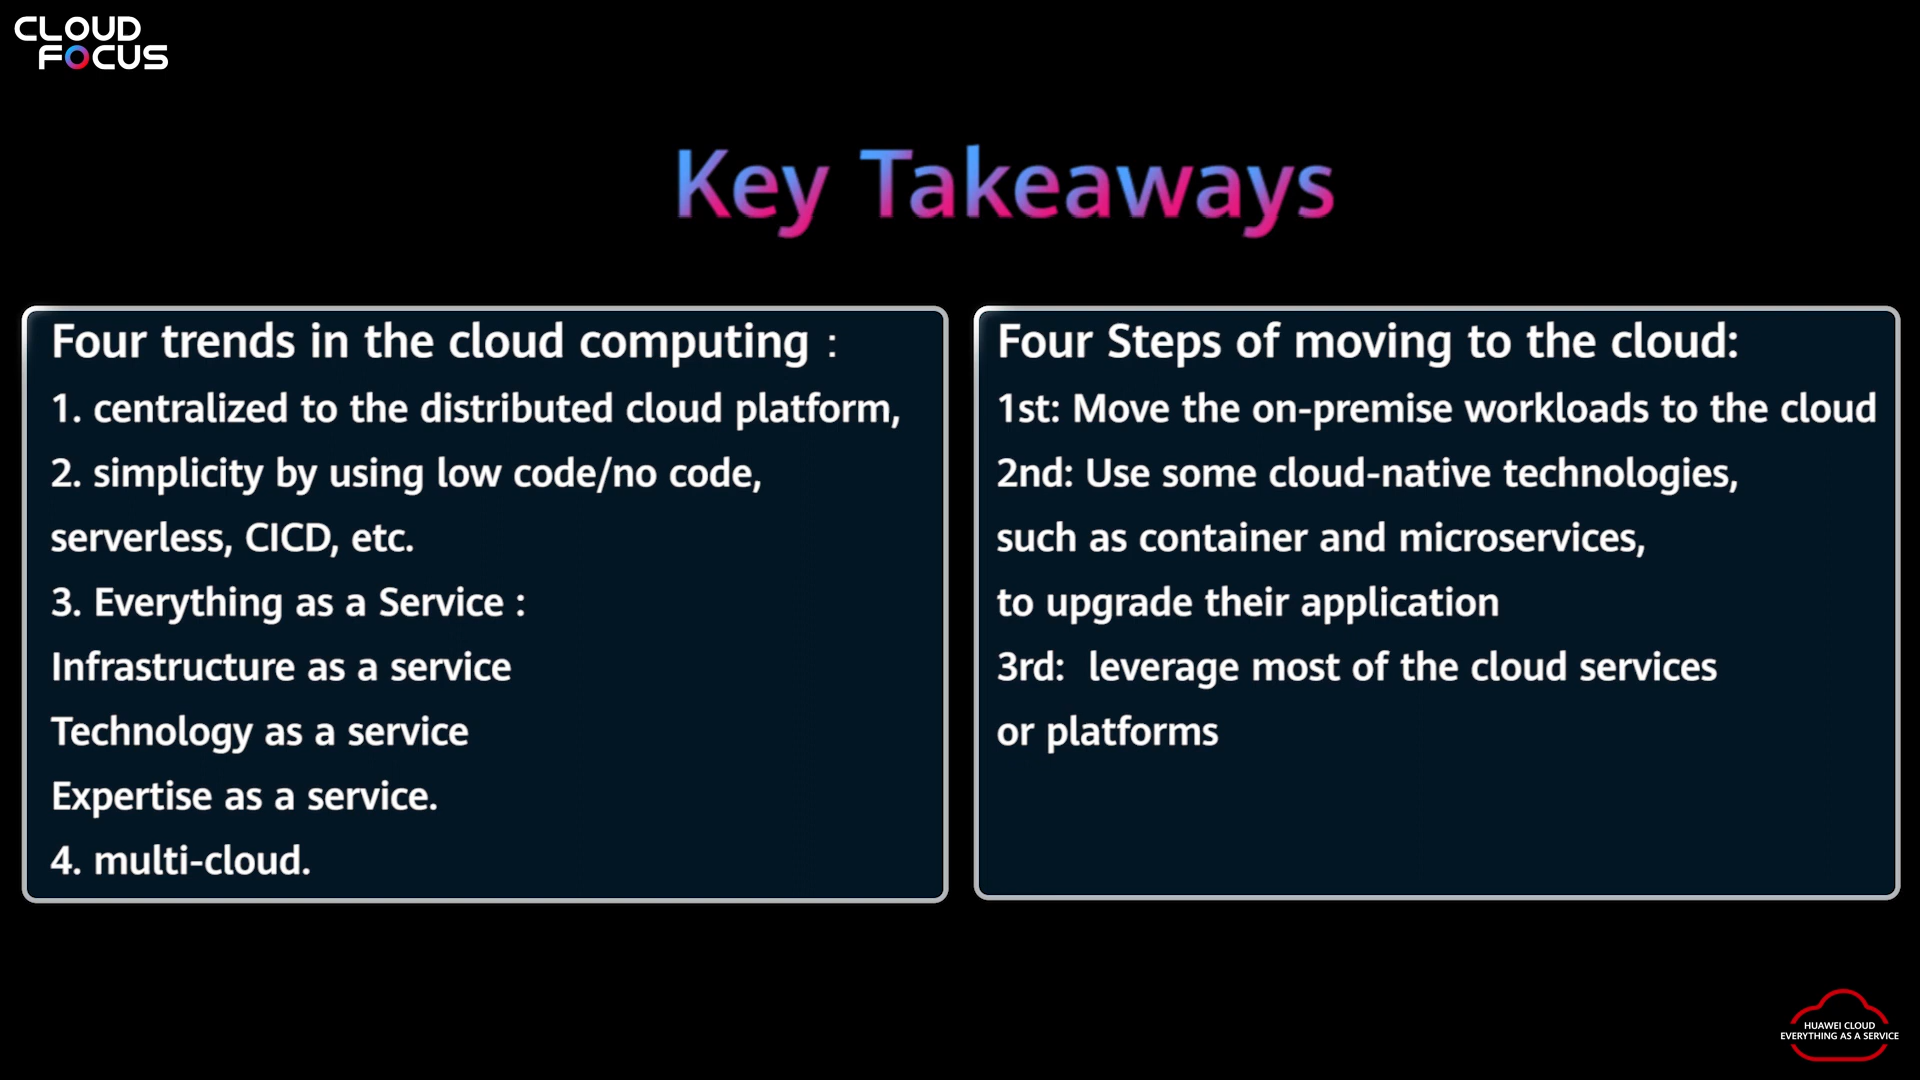 CLOUD
FOCUS
Key Takeaways
Four trends in the cloud computing :
1. centralized to the distributed cloud platform,
2. simplicity by using low code/no code,
serverless, CICD, etc.
3. Everything as a Service :
Infrastructure as a service
Technology as a service
Expertise as a service.
4. multi-cloud.
Four Steps of moving to the cloud:
1st: Move the on-premise workloads to the cloud
2nd: Use some cloud-native technologies,
such as container and microservices,
to upgrade their application
3rd:  leverage most of the cloud services
or platforms
HUAWEI CLOUD
EVERYTHING AS A SERVICE